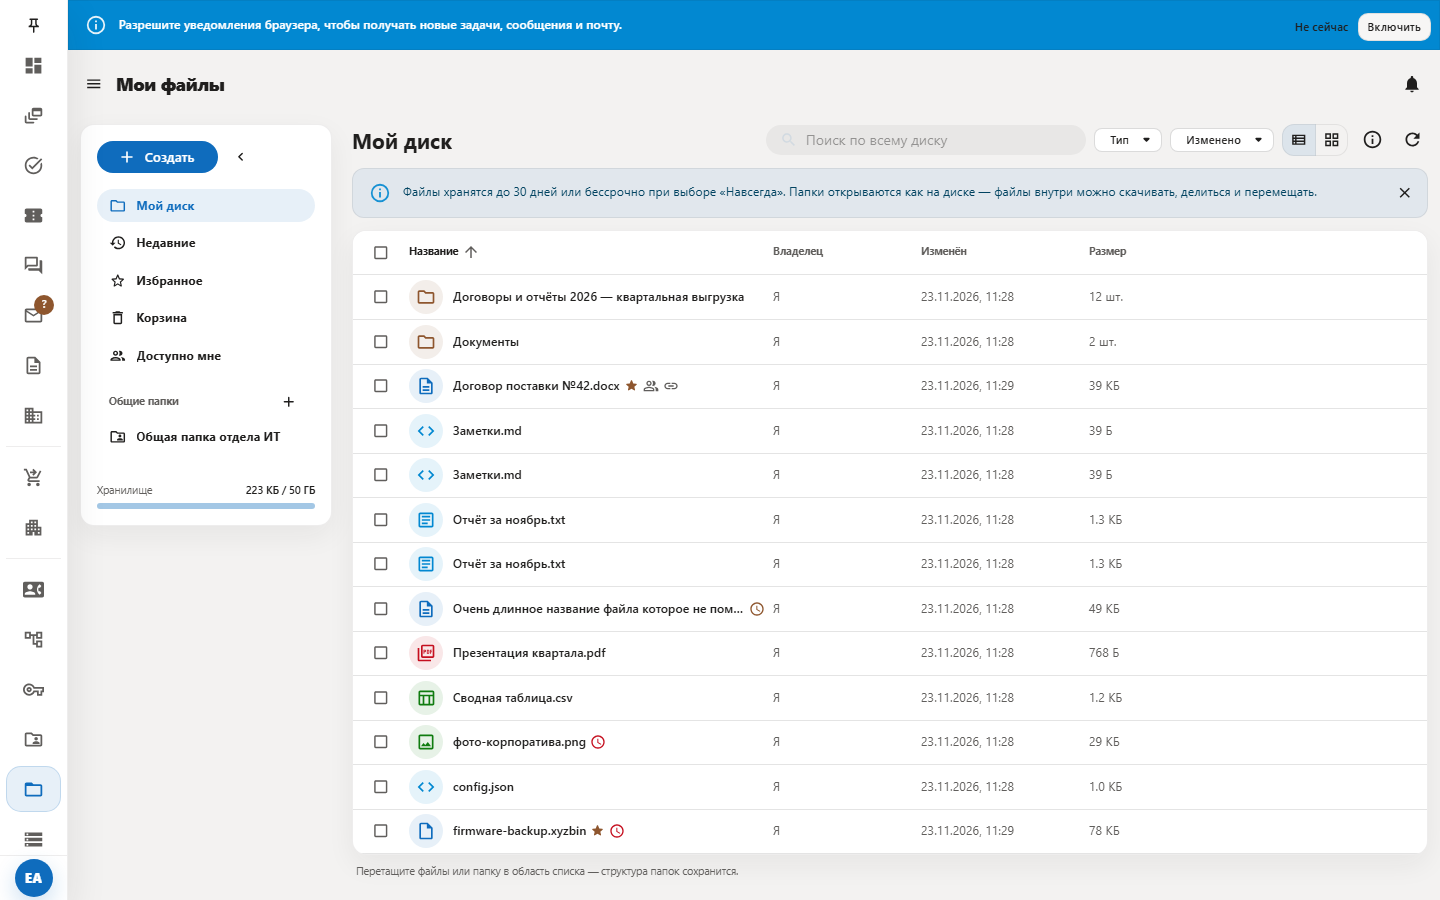 Разрешите уведомления браузера, чтобы получать новые задачи, сообщения и почту.
Не сейчас
Включить
Мои файлы
Создать
Мой диск
Недавние
Избранное
Корзина
Доступно мне
Общие папки
Общая папка отдела ИТ
Хранилище
223 КБ / 50 ГБ
?
EA
Мой диск
Поиск по всему диску
Тип
Изменено
Файлы хранятся до 30 дней или бессрочно при выборе «Навсегда». Папки открываются как на диске — файлы внутри можно скачивать, делиться и перемещать.
Название Владелец Изменён Размер
Договоры и отчёты 2026 — квартальная выгрузка Я 23.11.2026, 11:28 12 шт.
Документы Я 23.11.2026, 11:28 2 шт.
Договор поставки №42.docx Я 23.11.2026, 11:29 39 КБ
Заметки.md Я 23.11.2026, 11:28 39 Б
Заметки.md Я 23.11.2026, 11:28 39 Б
Отчёт за ноябрь.txt Я 23.11.2026, 11:28 1.3 КБ
Отчёт за ноябрь.txt Я 23.11.2026, 11:28 1.3 КБ
Очень длинное название файла которое не пом... Я 23.11.2026, 11:28 49 КБ
PDF Презентация квартала.pdf Я 23.11.2026, 11:28 768 Б
Сводная таблица.csv Я 23.11.2026, 11:28 1.2 КБ
фото-корпоратива.png Я 23.11.2026, 11:28 29 КБ
config.json Я 23.11.2026, 11:28 1.0 КБ
firmware-backup.xyzbin Я 23.11.2026, 11:29 78 КБ
Перетащите файлы или папку в область списка — структура папок сохранится.